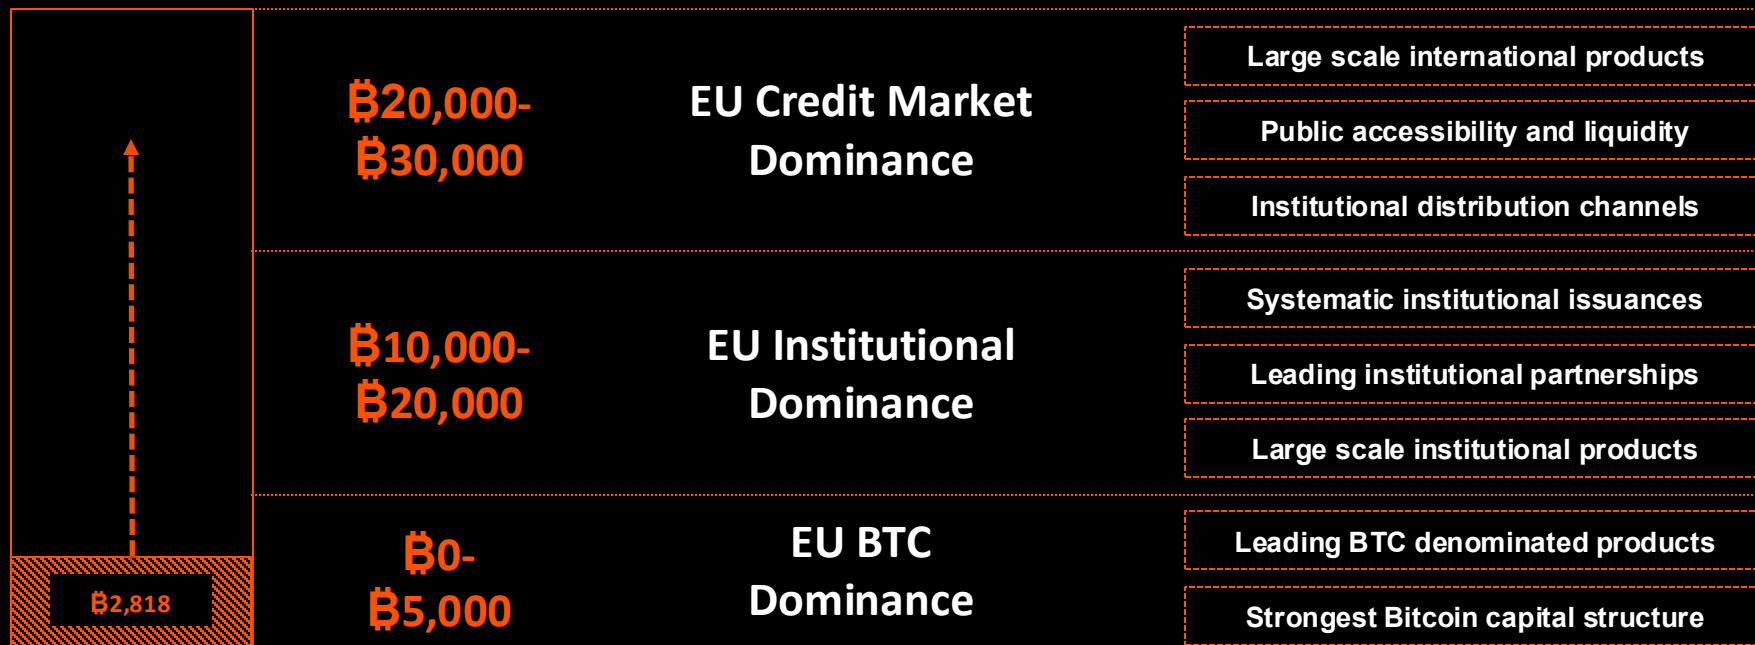 ₿20,000-
₿30,000
EU Credit Market
Dominance
Large scale international products
Public accessibility and liquidity
Institutional distribution channels
₿10,000-
₿20,000
EU Institutional
Dominance
Systematic institutional issuances
Leading institutional partnerships
Large scale institutional products
₿0-
₿5,000
EU BTC
Dominance
Leading BTC denominated products
Strongest Bitcoin capital structure
₿2,818